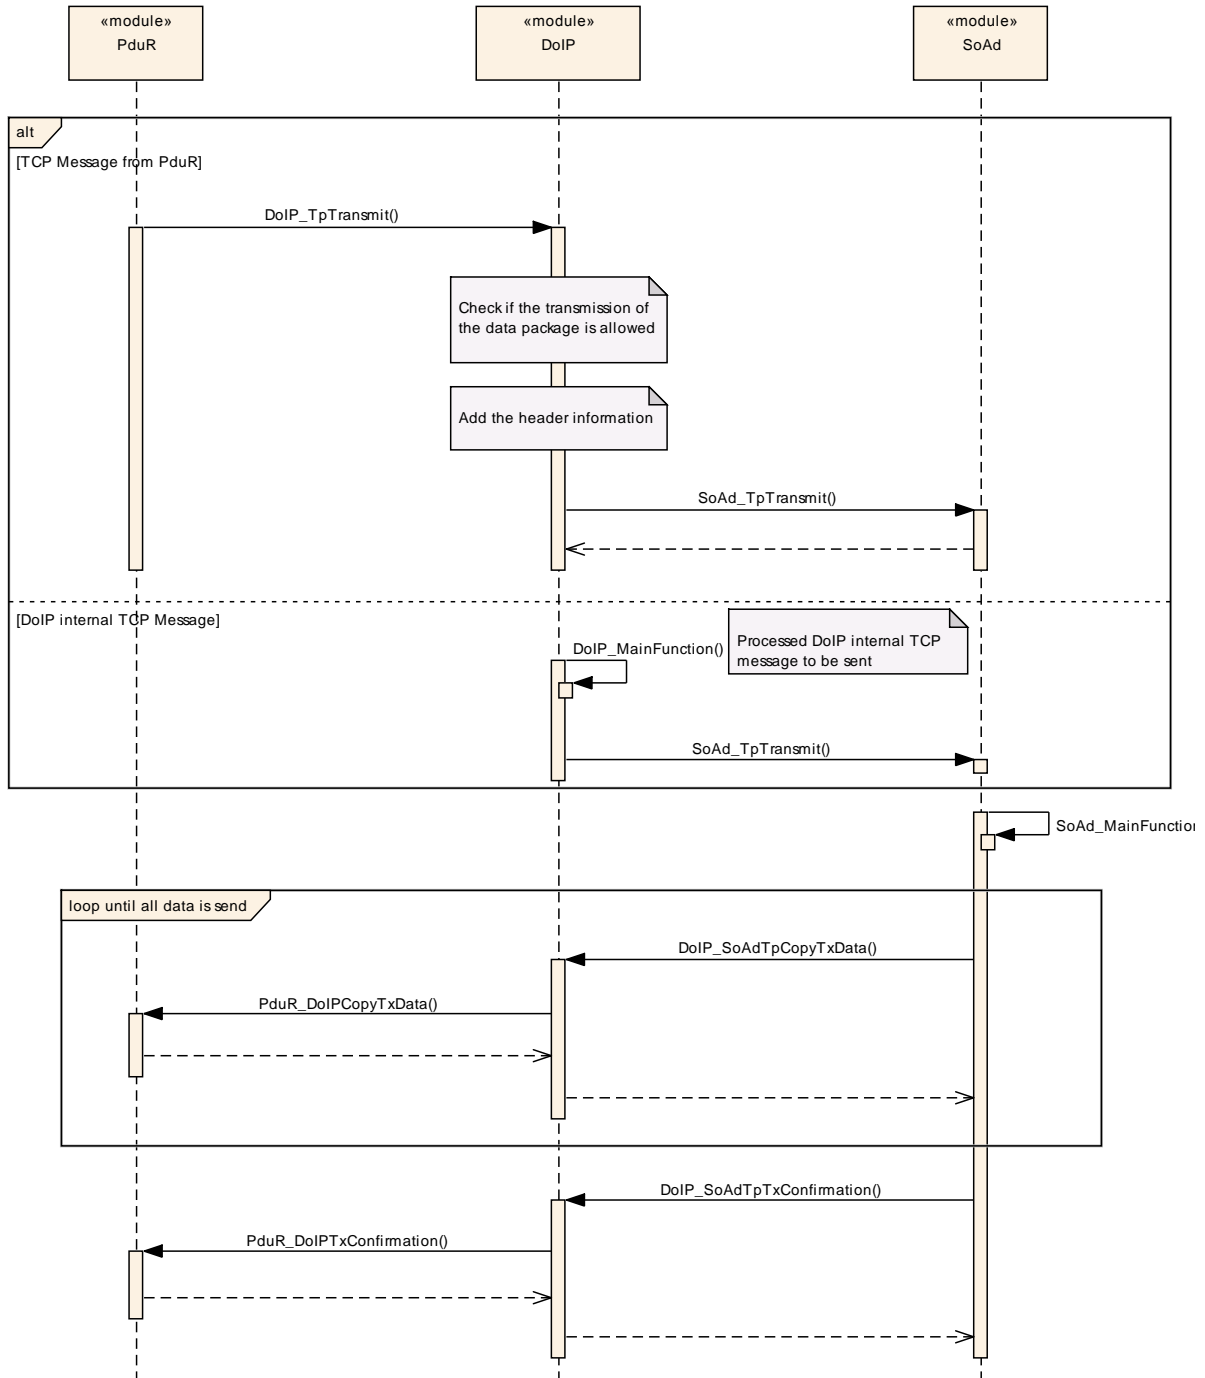 «module»
PduR
«module»
DoIP
«module»
SoAd
alt
[TCP Message from PduR]
DoIP_TpTransmit()
Check if the transmission of
the data package is allowed
Add the header information
SoAd_TpTransmit()
[DoIP internal TCP Message]
DoIP_MainFunction()
Processed DoIP internal TCP
message to be sent
SoAd_TpTransmit()
SoAd_MainFunction
loop until all data is send
DoIP_SoAdTpCopyTxData()
PduR_DoIPCopyTxData()
DoIP_SoAdTpTxConfirmation()
PduR_DoIPTxConfirmation()